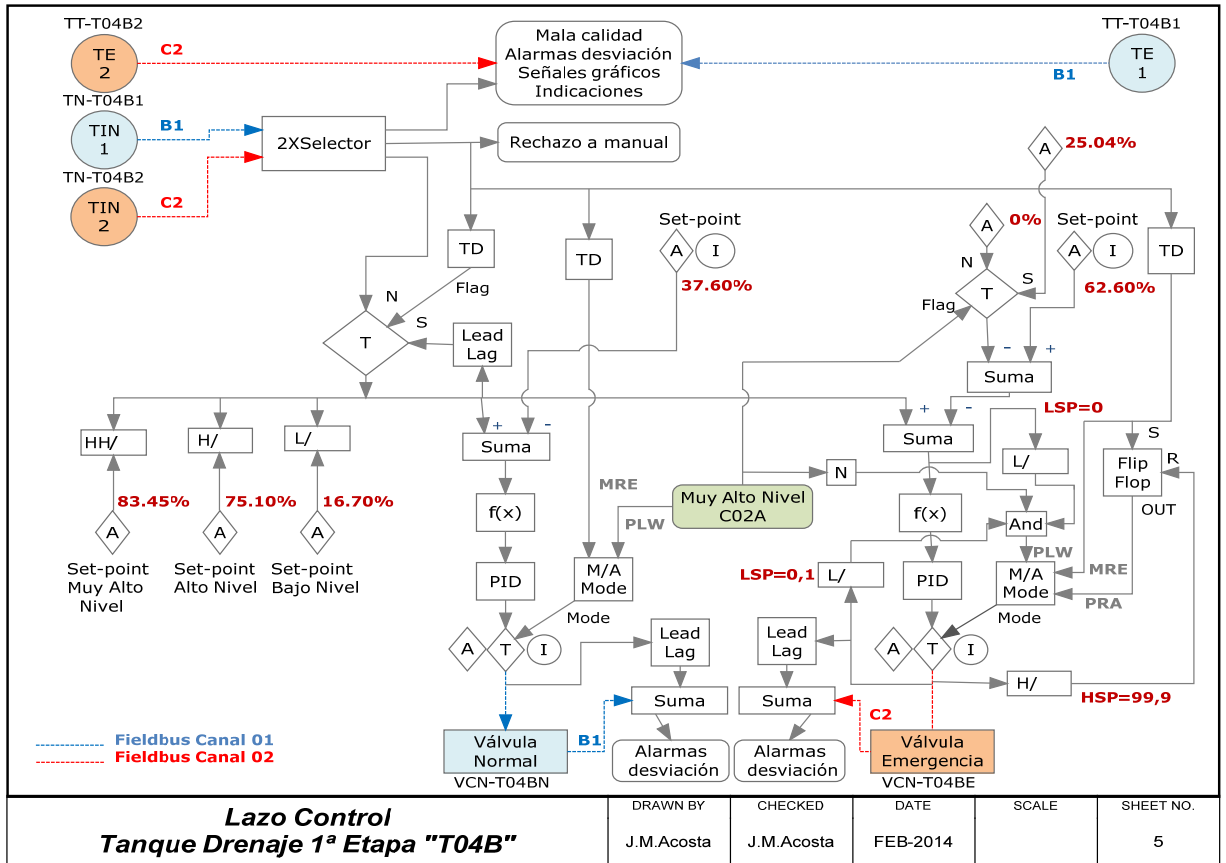 TT-T04B2
TE
2
C2
Mala calidad
Alarmas desviación
Señales gráficos
Indicaciones
TT-T04B1
TE
1
B1
TN-T04B1
TIN
1
B1
TN-T04B2
TIN
2
C2
2XSelector
Rechazo a manual
A
25.04%
TD
Flag
TD
Set-point
A
I
37.60%
A
0%
N
T
S
Flag
Set-point
A
I
62.60%
TD
N
S
T
Lead
Lag
-
+
Suma
HH/
H/
L/
+
-
Suma
+
-
Suma
LSP=0
L/
S
Flip
Flop
R
OUT
83.45%
75.10%
16.70%
A
A
A
Set-point
Muy Alto
Nivel
Set-point
Alto Nivel
Set-point
Bajo Nivel
f(x)
PID
MRE
PLW
M/A
Mode
Mode
Muy Alto Nivel
C02A
N
f(x)
And
PLW
LSP=0,1
L/
PID
M/A
Mode
MRE
PRA
Mode
A
T
I
Lead
Lag
Lead
Lag
A
T
I
H/
HSP=99,9
Suma
Suma
B1
C2
Fieldbus Canal 01
Fieldbus Canal 02
Válvula
Normal
VCN-T04BN
Alarmas
desviación
Alarmas
desviación
Válvula
Emergencia
VCN-T04BE
Lazo Control
Tanque Drenaje 1ª Etapa "T04B"
DRAWN BY
J.M.Acosta
CHECKED
J.M.Acosta
DATE
FEB-2014
SCALE
SHEET NO.
5